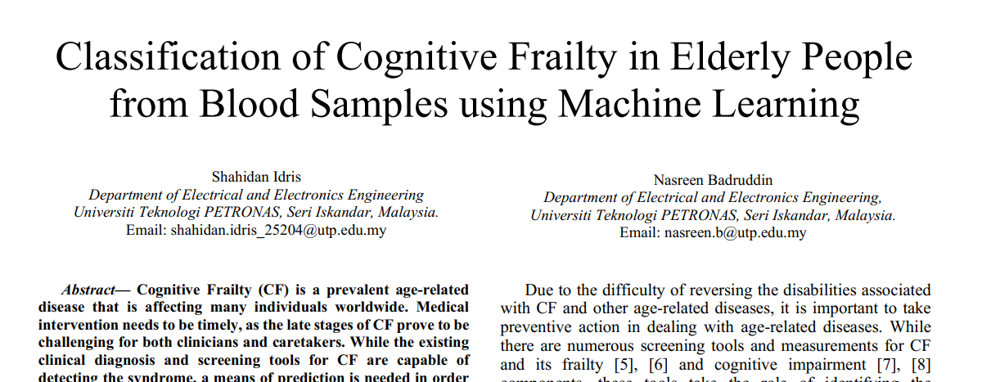 Classification of Cognitive Frailty in Elderly People
from Blood Samples using Machine Learning
Shahidan Idris
Department of Electrical and Electronics Engineering
Universiti Teknologi PETRONAS, Seri Iskandar, Malaysia.
Email: shahidan.idris_25204@utp.edu.my
Nasreen Badruddin
Department of Electrical and Electronics Engineering,
Universiti Teknologi PETRONAS, Seri Iskandar, Malaysia.
Email: nasreen.b@utp.edu.my
Abstract— Cognitive Frailty (CF) is a prevalent age-related
disease that is affecting many individuals worldwide. Medical
intervention needs to be timely, as the late stages of CF prove to be
challenging for both clinicians and caretakers. While the existing
clinical diagnosis and screening tools for CF are capable of
detecting the syndrome, a means of prediction is needed in order
Due to the difficulty of reversing the disabilities associated
with CF and other age-related diseases, it is important to take
preventive action in dealing with age-related diseases. While
there are numerous screening tools and measurements for CF
and its frailty [5], [6] and cognitive impairment [7], [8]
components, these tools take the role of identifying the